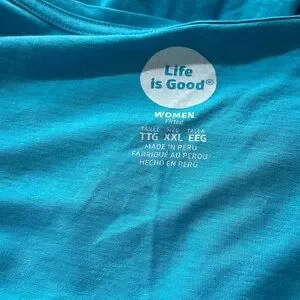 Life
is Good®
WOMEN
Fitted
TAILLE SIZE TALLA
TTG XXL EEG
MADE IN PERU
FABRIQUÉ AU PÉROU
HECHO EN PERÚ